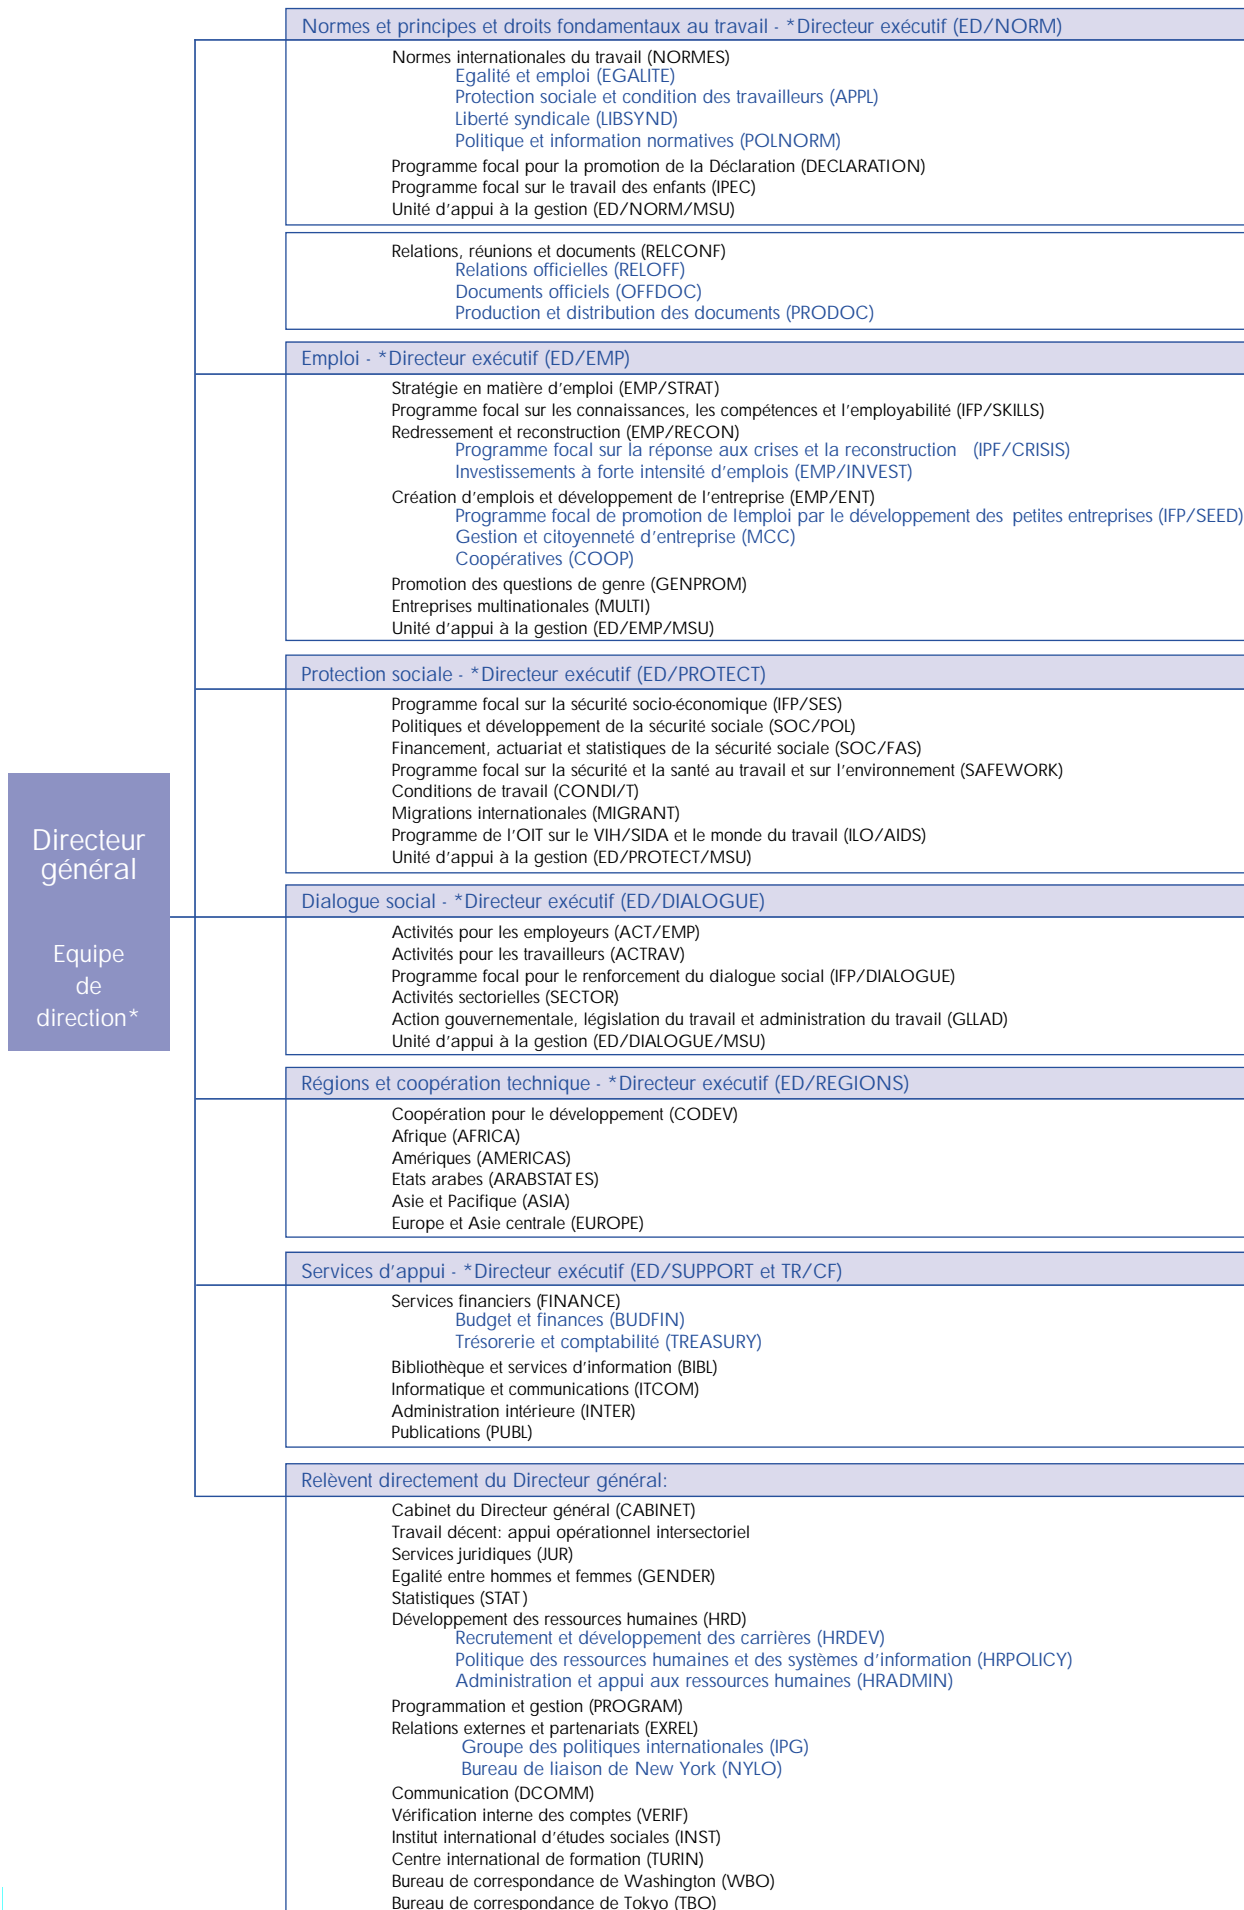 Normes et principes et droits fondamentaux au travail - *Directeur exécutif (ED/NORM)
Normes internationales du travail (NORMES)
Egalité et emploi (EGALITE)
Protection sociale et condition des travailleurs (APPL)
Liberté syndicale (LIBSYND)
Politique et information normatives (POLNORM)
Programme focal pour la promotion de la Déclaration (DECLARATION)
Programme focal sur le travail des enfants (IPEC)
Unité d'appui à la gestion (ED/NORM/MSU)
Relations, réunions et documents (RELCONF)
Relations officielles (RELOFF)
Documents officiels (OFFDOC)
Production et distribution des documents (PRODOC)
Emploi - *Directeur exécutif (ED/EMP)
Stratégie en matière d'emploi (EMP/STRAT)
Programme focal sur les connaissances, les compétences et l'employabilité (IFP/SKILLS)
Redressement et reconstruction (EMP/RECON)
Programme focal sur la réponse aux crises et la reconstruction (IPF/CRISIS)
Investissements à forte intensité d'emplois (EMP/INVEST)
Création d'emplois et développement de l'entreprise (EMP/ENT)
Programme focal de promotion de l'emploi par le développement des petites entreprises (IFP/SEED)
Gestion et citoyenneté d'entreprise (MCC)
Coopératives (COOP)
Promotion des questions de genre (GENPROM)
Entreprises multinationales (MULTI)
Unité d'appui à la gestion (ED/EMP/MSU)
Protection sociale - *Directeur exécutif (ED/PROTECT)
Programme focal sur la sécurité socio-économique (IFP/SES)
Politiques et développement de la sécurité sociale (SOC/POL)
Financement, actuariat et statistiques de la sécurité sociale (SOC/FAS)
Programme focal sur la sécurité et la santé au travail et sur l'environnement (SAFEWORK)
Conditions de travail (CONDI/T)
Migrations internationales (MIGRANT)
Programme de l'OIT sur le VIH/SIDA et le monde du travail (ILO/AIDS)
Unité d'appui à la gestion (ED/PROTECT/MSU)
Directeur
général
Equipe
de
direction*
Dialogue social - *Directeur exécutif (ED/DIALOGUE)
Activités pour les employeurs (ACT/EMP)
Activités pour les travailleurs (ACTRAV)
Programme focal pour le renforcement du dialogue social (IFP/DIALOGUE)
Activités sectorielles (SECTOR)
Action gouvernementale, législation du travail et administration du travail (GLLAD)
Unité d'appui à la gestion (ED/DIALOGUE/MSU)
Régions et coopération technique - *Directeur exécutif (ED/REGIONS)
Coopération pour le développement (CODEV)
Afrique (AFRICA)
Amériques (AMERICAS)
Etats arabes (ARABSTATES)
Asie et Pacifique (ASIA)
Europe et Asie centrale (EUROPE)
Services d'appui - *Directeur exécutif (ED/SUPPORT et TR/CF)
Services financiers (FINANCE)
Budget et finances (BUDFIN)
Trésorerie et comptabilité (TREASURY)
Bibliothèque et services d'information (BIBL)
Informatique et communications (ITCOM)
Administration intérieure (INTER)
Publications (PUBL)
Relèvent directement du Directeur général:
Cabinet du Directeur général (CABINET)
Travail décent: appui opérationnel intersectoriel
Services juridiques (JUR)
Egalité entre hommes et femmes (GENDER)
Statistiques (STAT)
Développement des ressources humaines (HRD)
Recrutement et développement des carrières (HRDEV)
Politique des ressources humaines et des systèmes d'information (HRPOLICY)
Administration et appui aux ressources humaines (HRADMIN)
Programmation et gestion (PROGRAM)
Relations externes et partenariats (EXREL)
Groupe des politiques internationales (IPG)
Bureau de liaison de New York (NYLO)
Communication (DCOMM)
Vérification interne des comptes (VERIF)
Institut international d'études sociales (INST)
Centre international de formation (TURIN)
Bureau de correspondance de Washington (WBO)
Bureau de correspondance de Tokyo (TBO)